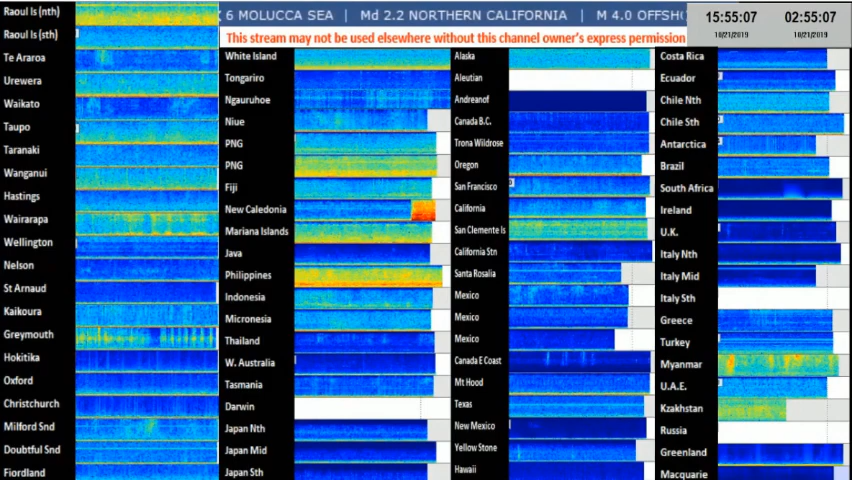 6 MOLUCCA SEA | Md 2.2 NORTHERN CALIFORNIA | M 4.0 OFFSH
15:55:07 02:55:07
10/21/2019 10/21/2019
This stream may not be used elsewhere without this channel owner's express permission
Raoul Is (nth)
Raoul Is (sth)
Te Araroa
Urewera
Waikato
Taupo
Taranaki
Wanganui
Hastings
Wairarapa
Wellington
Nelson
St Arnaud
Kaikoura
Greymouth
Hokitika
Oxford
Christchurch
Milford Snd
Doubtful Snd
Fiordland
White Island
Tongariro
Ngauruhoe
Niue
PNG
PNG
Fiji
New Caledonia
Mariana Islands
Java
Philippines
Indonesia
Micronesia
Thailand
W. Australia
Tasmania
Darwin
Japan Nth
Japan Mid
Japan Sth
Alaska
Aleutian
Andreanof
Canada B.C.
Trona Wildrose
Oregon
San Francisco
California
San Clemente Is
California Stn
Santa Rosalia
Mexico
Mexico
Mexico
Canada E Coast
Mt Hood
Texas
New Mexico
Yellow Stone
Hawaii
Costa Rica
Ecuador
Chile Nth
Chile Sth
Antarctica
Brazil
South Africa
Ireland
U.K.
Italy Nth
Italy Mid
Italy Sth
Greece
Turkey
Myanmar
U.A.E.
Kzakhstan
Russia
Greenland
Macquarie